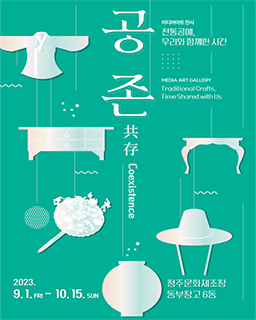 공존
共存
Coexistence
미디어아트 전시
전통공예,
우리와 함께한 시간
MEDIA ART GALLERY
Traditional Crafts,
Time Shared with Us
2023.
9. 1. FRI – 10. 15. SUN
청주문화제조창
동부창고 6동